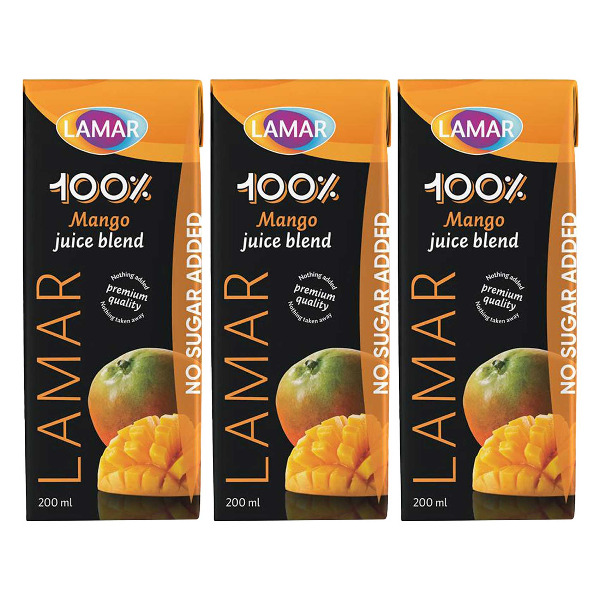 LAMAR
100%
Mango
juice blend
Nothing added
premium
quality
Nothing taken away
LAMAR
NO SUGAR ADDED
200 ml
LAMAR
100%
Mango
juice blend
Nothing added
premium
quality
Nothing taken away
LAMAR
NO SUGAR ADDED
200 ml
LAMAR
100%
Mango
juice blend
Nothing added
premium
quality
Nothing taken away
LAMAR
NO SUGAR ADDED
200 ml